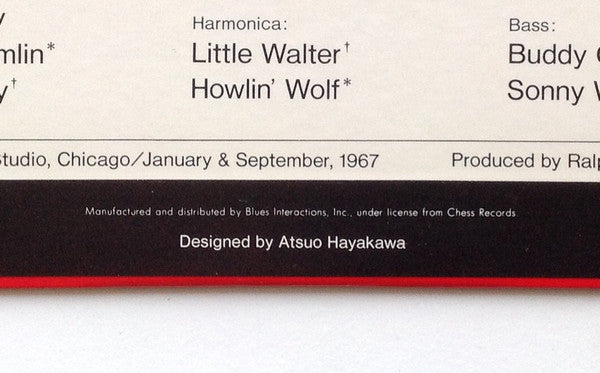 Harmonica:
Bass:
mlin*
Little Walter†
Buddy
y†
Howlin' Wolf*
Sonny
Studio, Chicago/January & September, 1967
Produced by Ralp
Manufactured and distributed by Blues Interactions, Inc., under license from Chess Records
Designed by Atsuo Hayakawa